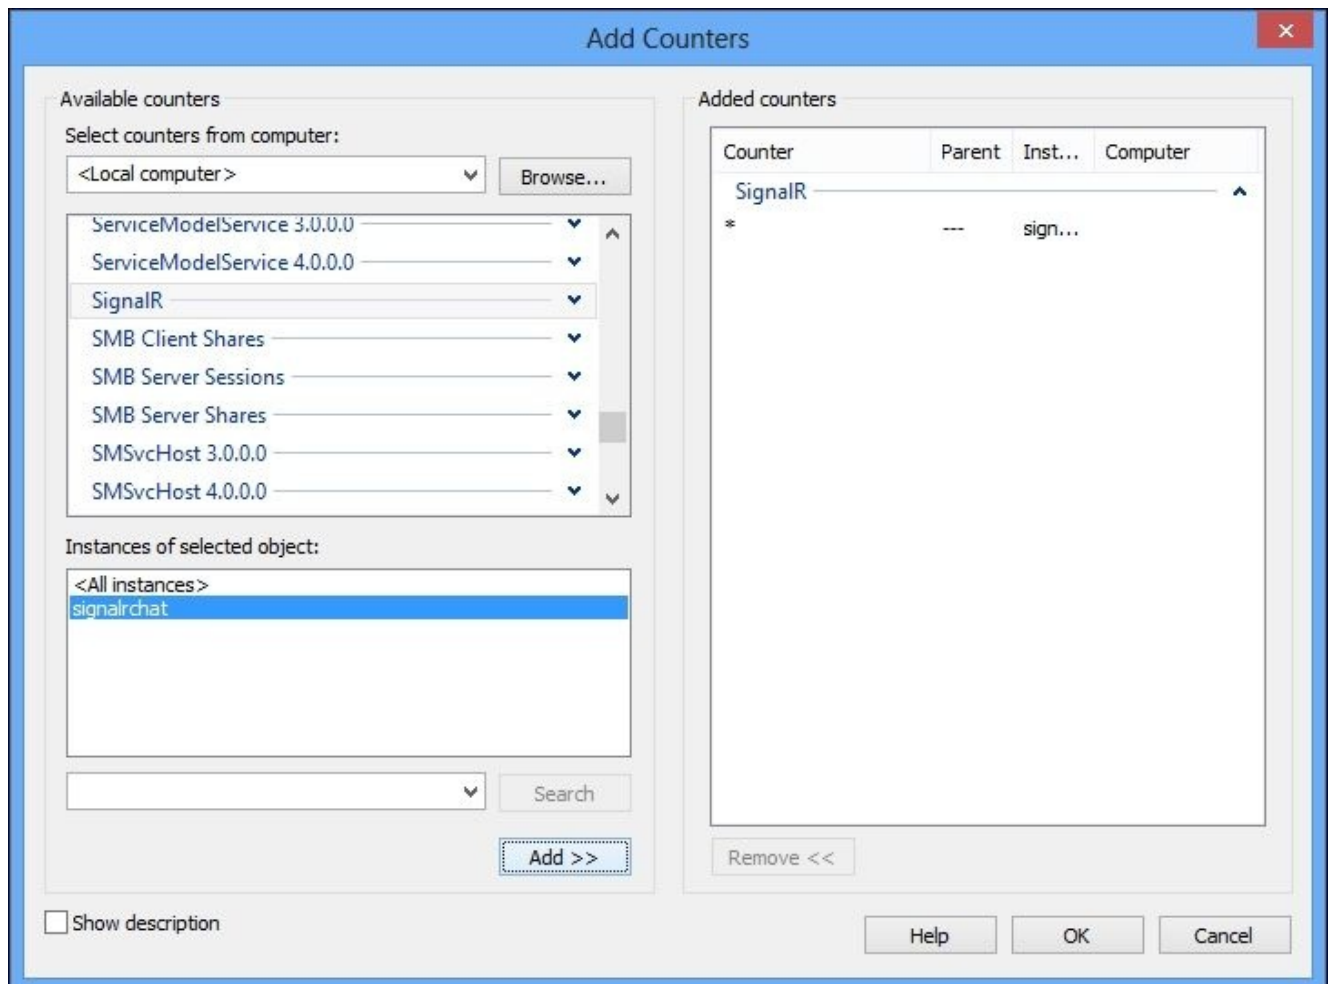 Add Counters
Available counters
Select counters from computer:
<Local computer>
Browse...
ServiceModelService 3.0.0.0
ServiceModelService 4.0.0.0
SignalR
SMB Client Shares
SMB Server Sessions
SMB Server Shares
SMSvcHost 3.0.0.0
SMSvcHost 4.0.0.0
Instances of selected object:
<All instances>
signalrchat
Search
Add >>
Show description
Added counters
Counter Parent Inst... Computer
SignalR
* --- sign...
Remove <<
Help OK Cancel